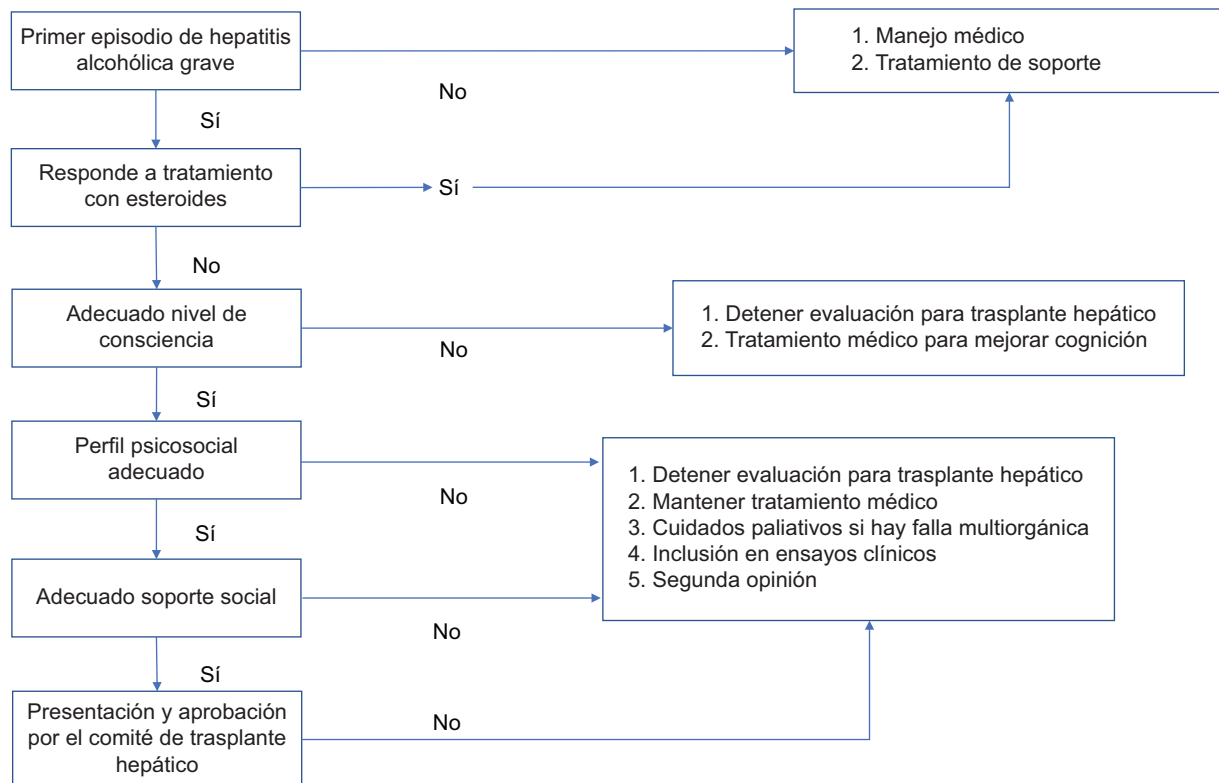 Primer episodio de hepatitis
alcohólica grave
No
1. Manejo médico
2. Tratamiento de soporte
Sí
Responde a tratamiento
con esteroides
Sí
No
Adecuado nivel de
consciencia
No
1. Detener evaluación para trasplante hepático
2. Tratamiento médico para mejorar cognición
Sí
Perfil psicosocial
adecuado
No
1. Detener evaluación para trasplante hepático
2. Mantener tratamiento médico
3. Cuidados paliativos si hay falla multiorgánica
4. Inclusión en ensayos clínicos
5. Segunda opinión
Sí
Adecuado soporte social
No
Sí
Presentación y aprobación
por el comité de trasplante
hepático
No